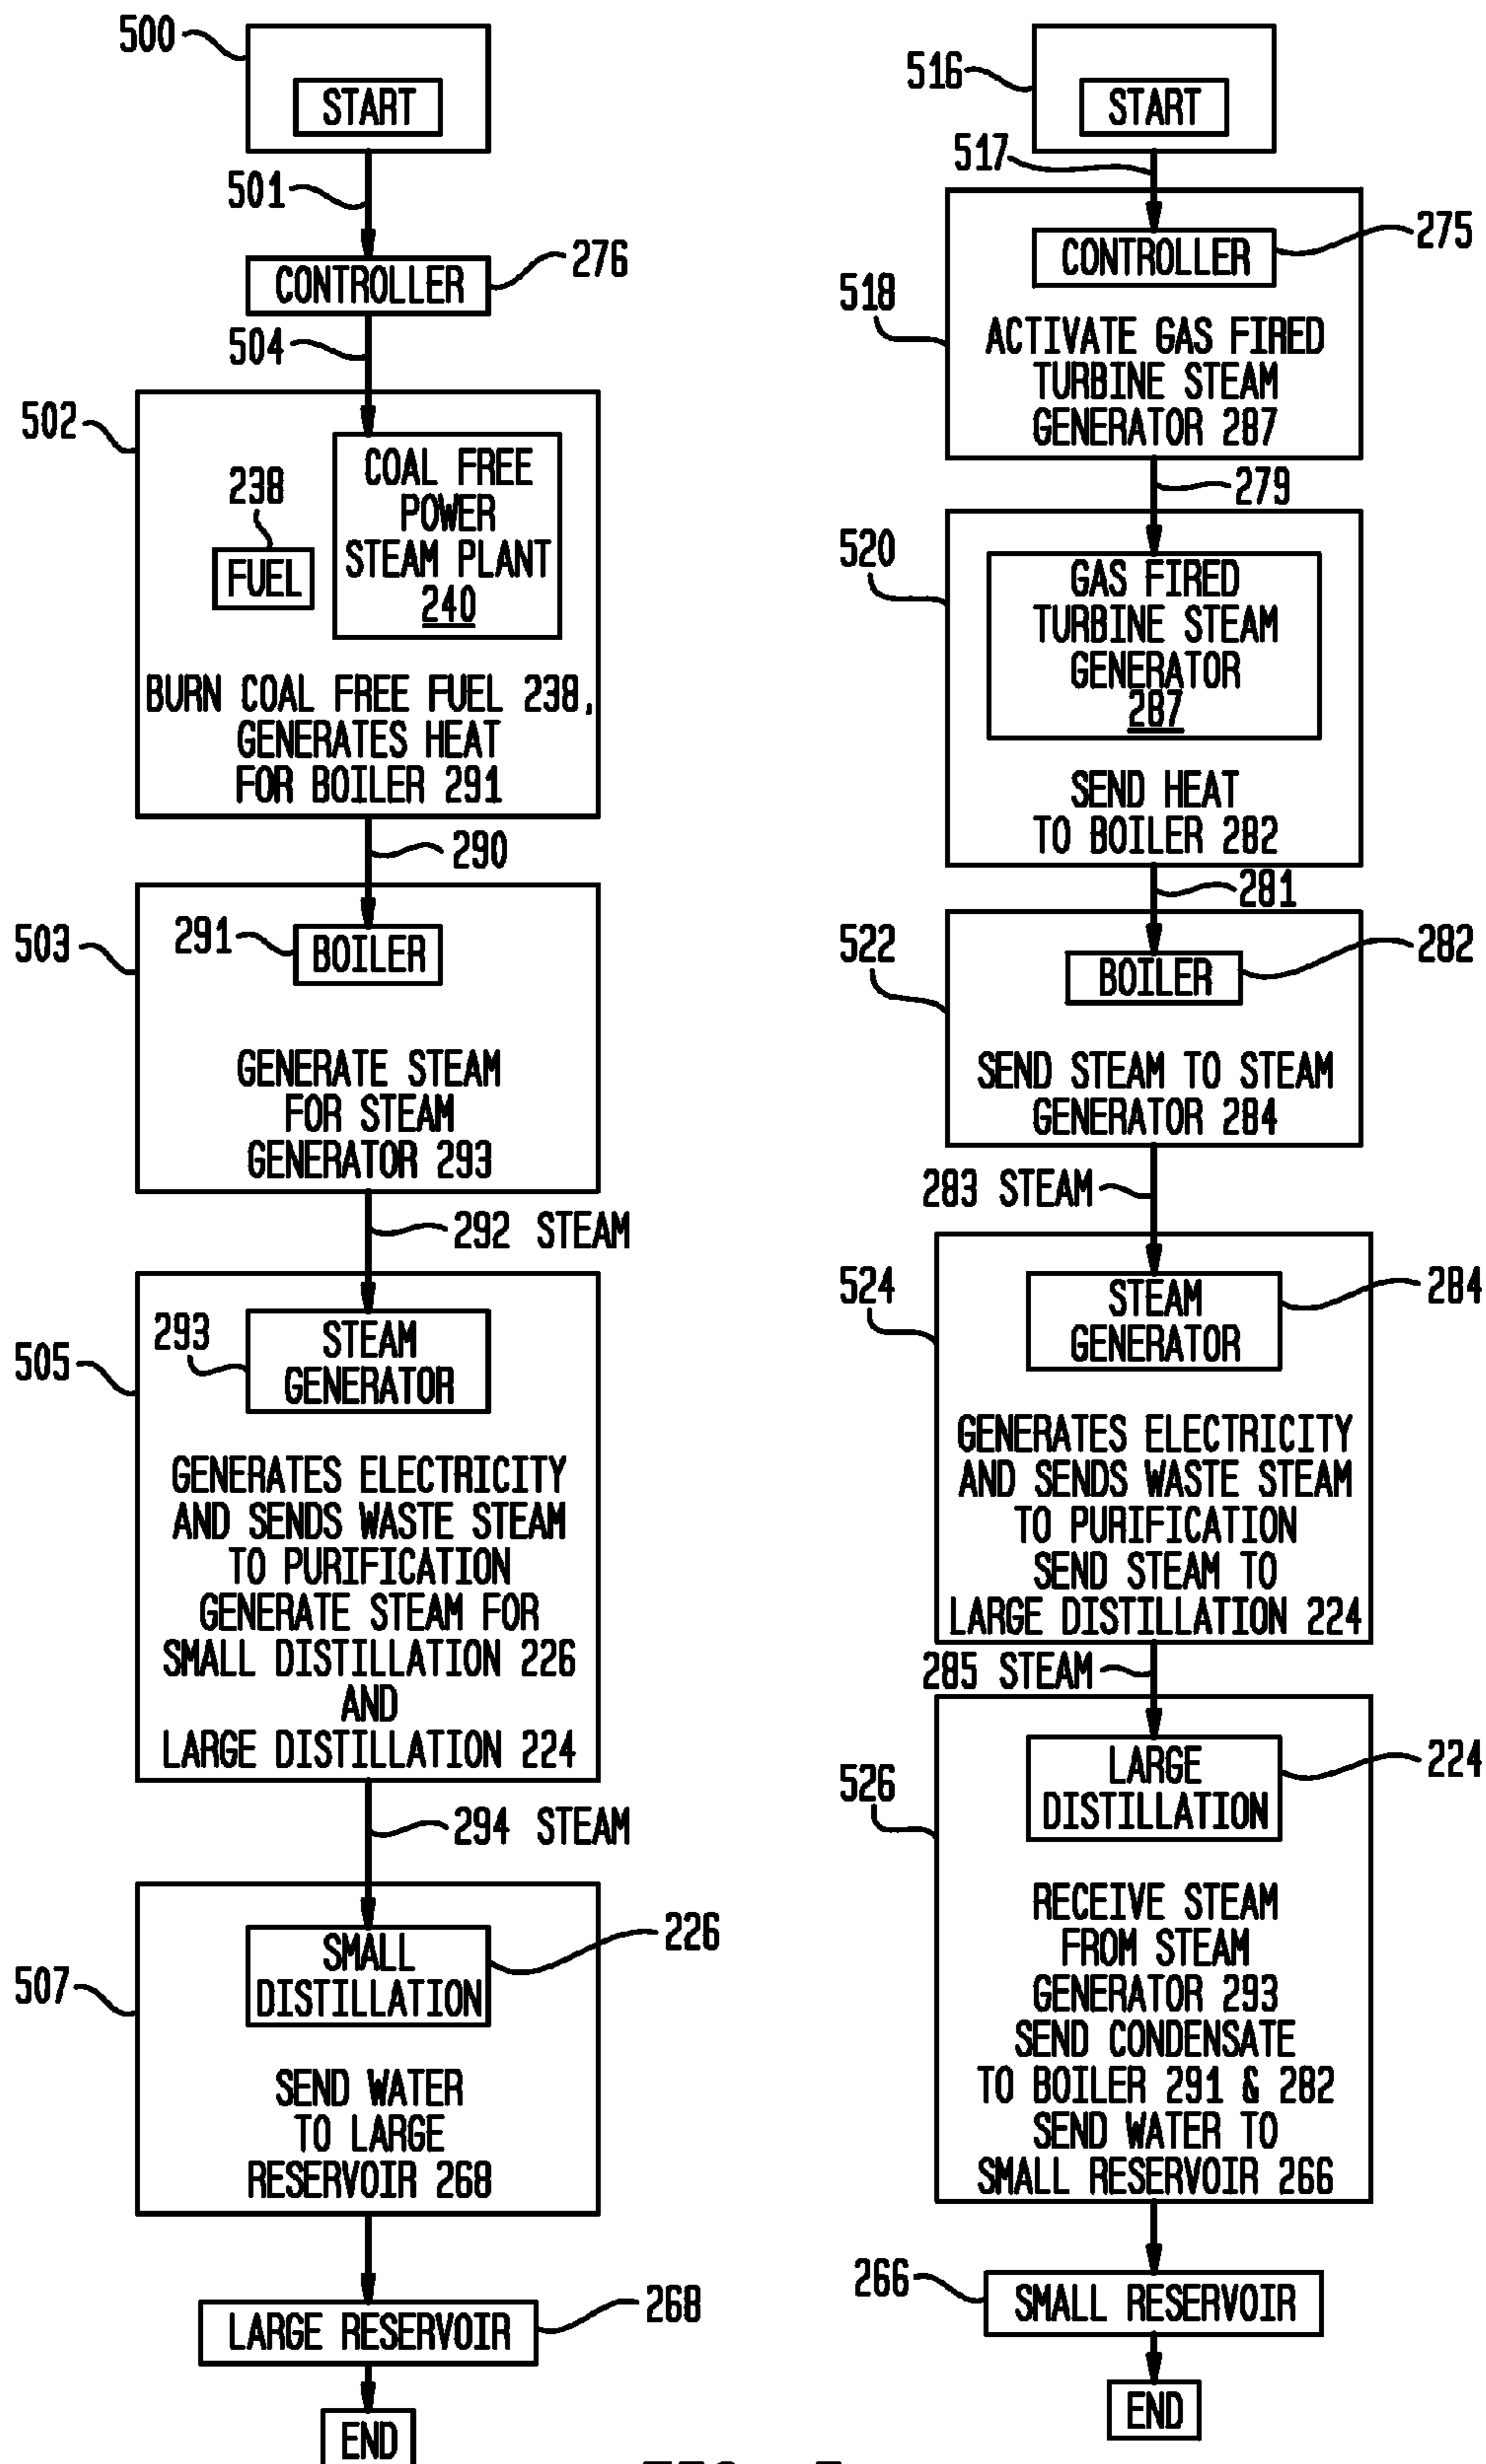 500
START
501
CONTROLLER
276
504
502
238
FUEL
COAL FREE
POWER
STEAM PLANT
240
BURN COAL FREE FUEL 238,
GENERATES HEAT
FOR BOILER 291
290
503
291
BOILER
GENERATE STEAM
FOR STEAM
GENERATOR 293
292 STEAM
505
293
STEAM
GENERATOR
GENERATES ELECTRICITY
AND SENDS WASTE STEAM
TO PURIFICATION
GENERATE STEAM FOR
SMALL DISTILLATION 226
AND
LARGE DISTILLATION 224
294 STEAM
507
SMALL
DISTILLATION
226
SEND WATER
TO LARGE
RESERVOIR 268
LARGE RESERVOIR
268
END
516
START
517
518
CONTROLLER
275
ACTIVATE GAS FIRED
TURBINE STEAM
GENERATOR 287
279
520
GAS FIRED
TURBINE STEAM
GENERATOR
287
SEND HEAT
TO BOILER 282
281
522
BOILER
282
SEND STEAM TO STEAM
GENERATOR 284
283 STEAM
524
STEAM
GENERATOR
284
GENERATES ELECTRICITY
AND SENDS WASTE STEAM
TO PURIFICATION
SEND STEAM TO
LARGE DISTILLATION 224
285 STEAM
526
LARGE
DISTILLATION
224
RECEIVE STEAM
FROM STEAM
GENERATOR 293
SEND CONDENSATE
TO BOILER 291 & 282
SEND WATER TO
SMALL RESERVOIR 266
266
SMALL RESERVOIR
END